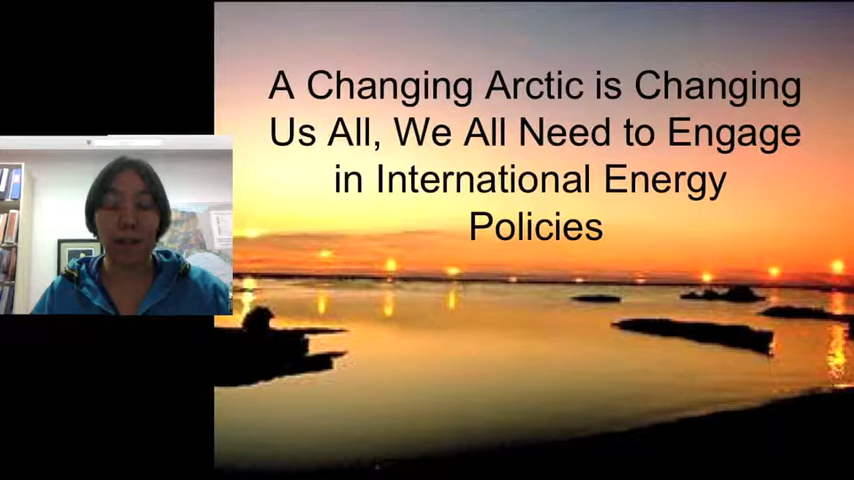 A Changing Arctic is Changing
Us All, We All Need to Engage
in International Energy
Policies